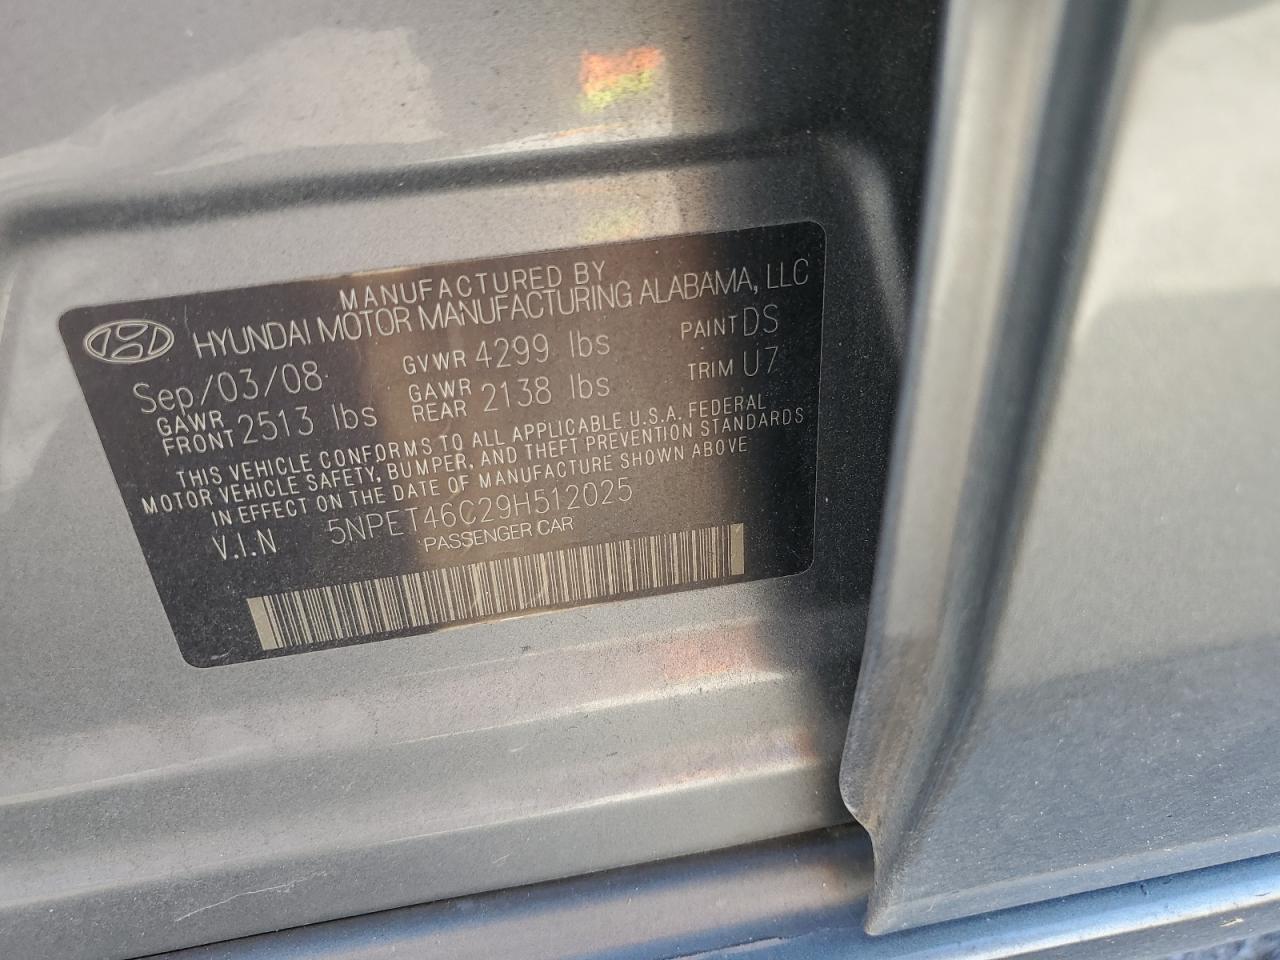 MANUFACTURED BY
HYUNDAI MOTOR MANUFACTURING ALABAMA, LLC
Sep/03/08 GVWR 4299 lbs PAINT DS
GAWR FRONT 2513 lbs GAWR REAR 2138 lbs TRIM U7
THIS VEHICLE CONFORMS TO ALL APPLICABLE U.S.A. FEDERAL
MOTOR VEHICLE SAFETY, BUMPER, AND THEFT PREVENTION STANDARDS
IN EFFECT ON THE DATE OF MANUFACTURE SHOWN ABOVE
V.I.N 5NPET46C29H512025
PASSENGER CAR